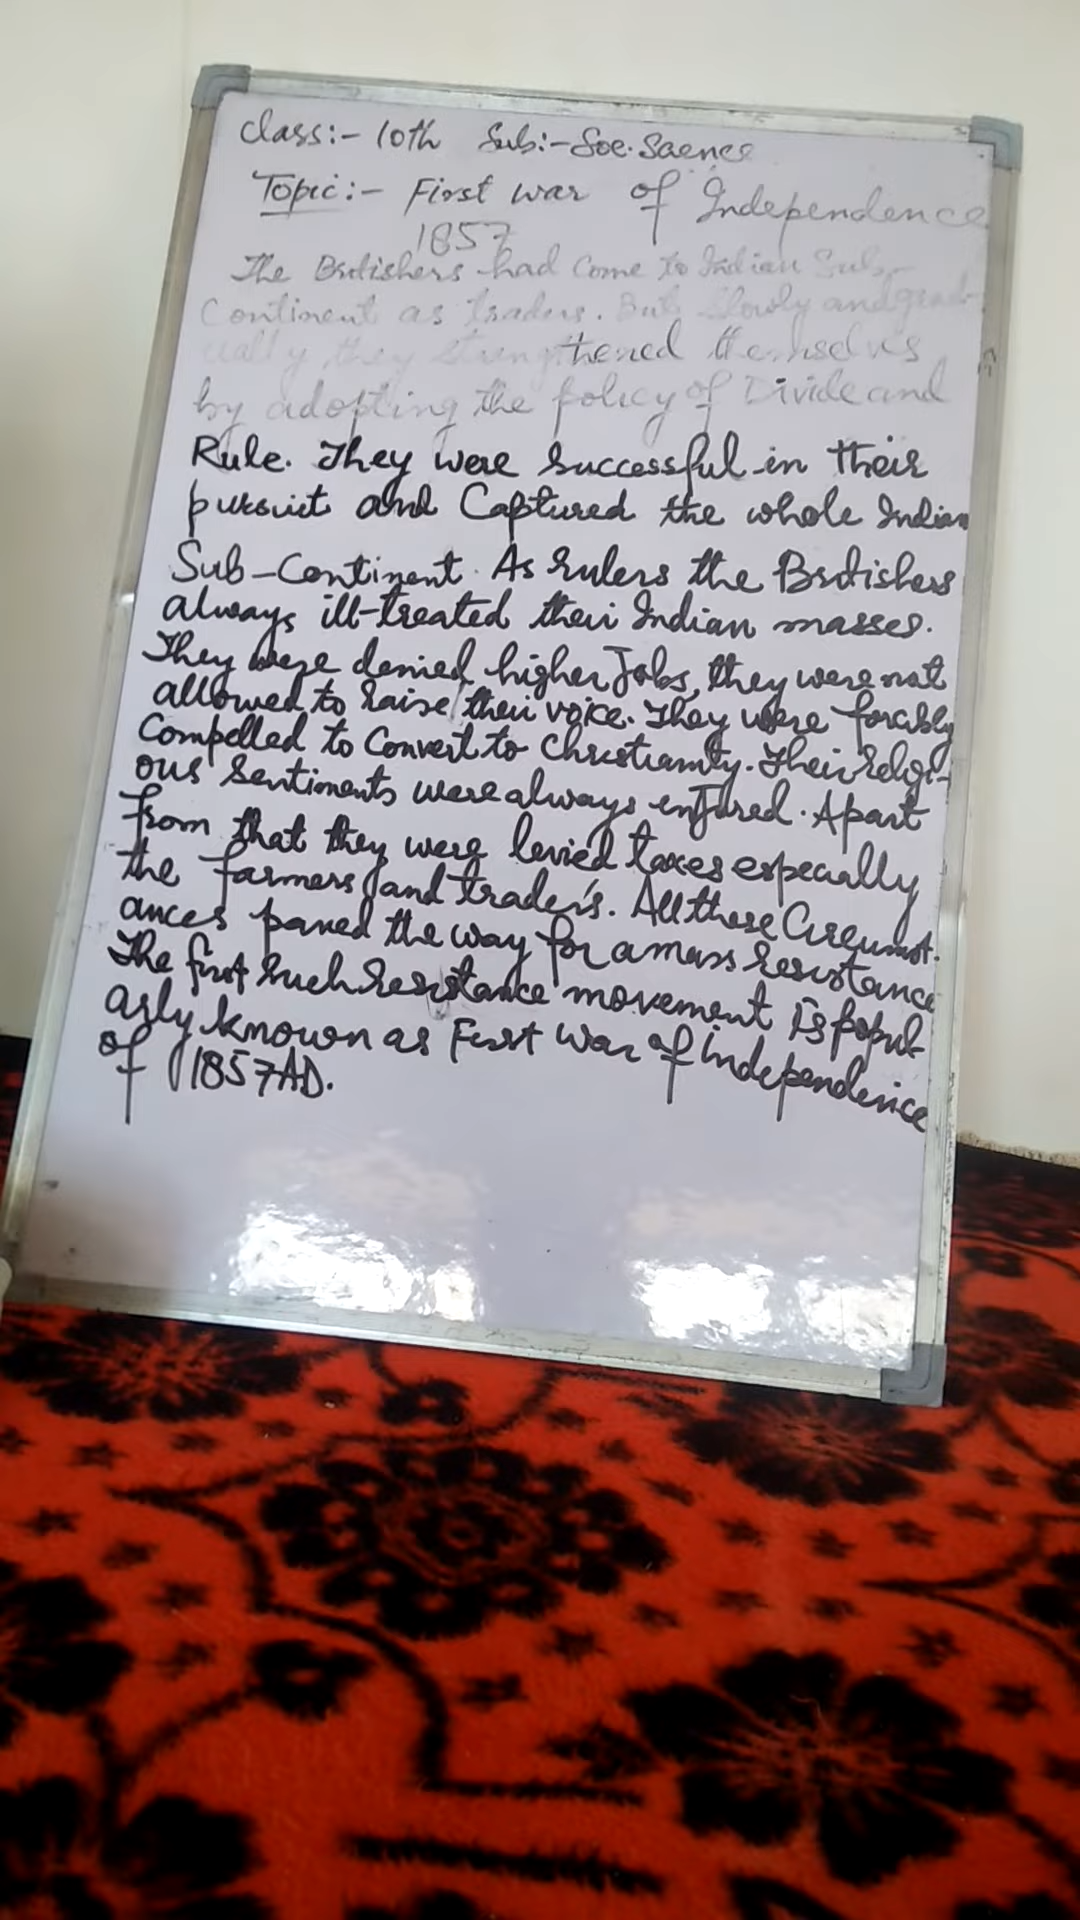 Class:- 10th Sub:- Soc. Science
Topic:- First war of Independence
1857
The Britishers had come to Indian Sub-
Continent as traders. But slowly and grad-
ually they strengthened themselves
by adopting the policy of Divide and
Rule. They were successful in their
pursuit and Captured the whole Indian
Sub-Continent. As rulers the Britishers
always ill-treated their Indian masses.
They were denied higher Jobs, they were not
allowed to raise their voice. They were forcibly
Compelled to Convert to Christianity. Their religi-
ous sentiments were always injured. Apart
from that they were levied taxes especially
the farmers and trader's. All these Circumst-
ances paved the way for a mass resistance
The first such resistance movement is popul-
arly known as First War of independence
of 1857AD.